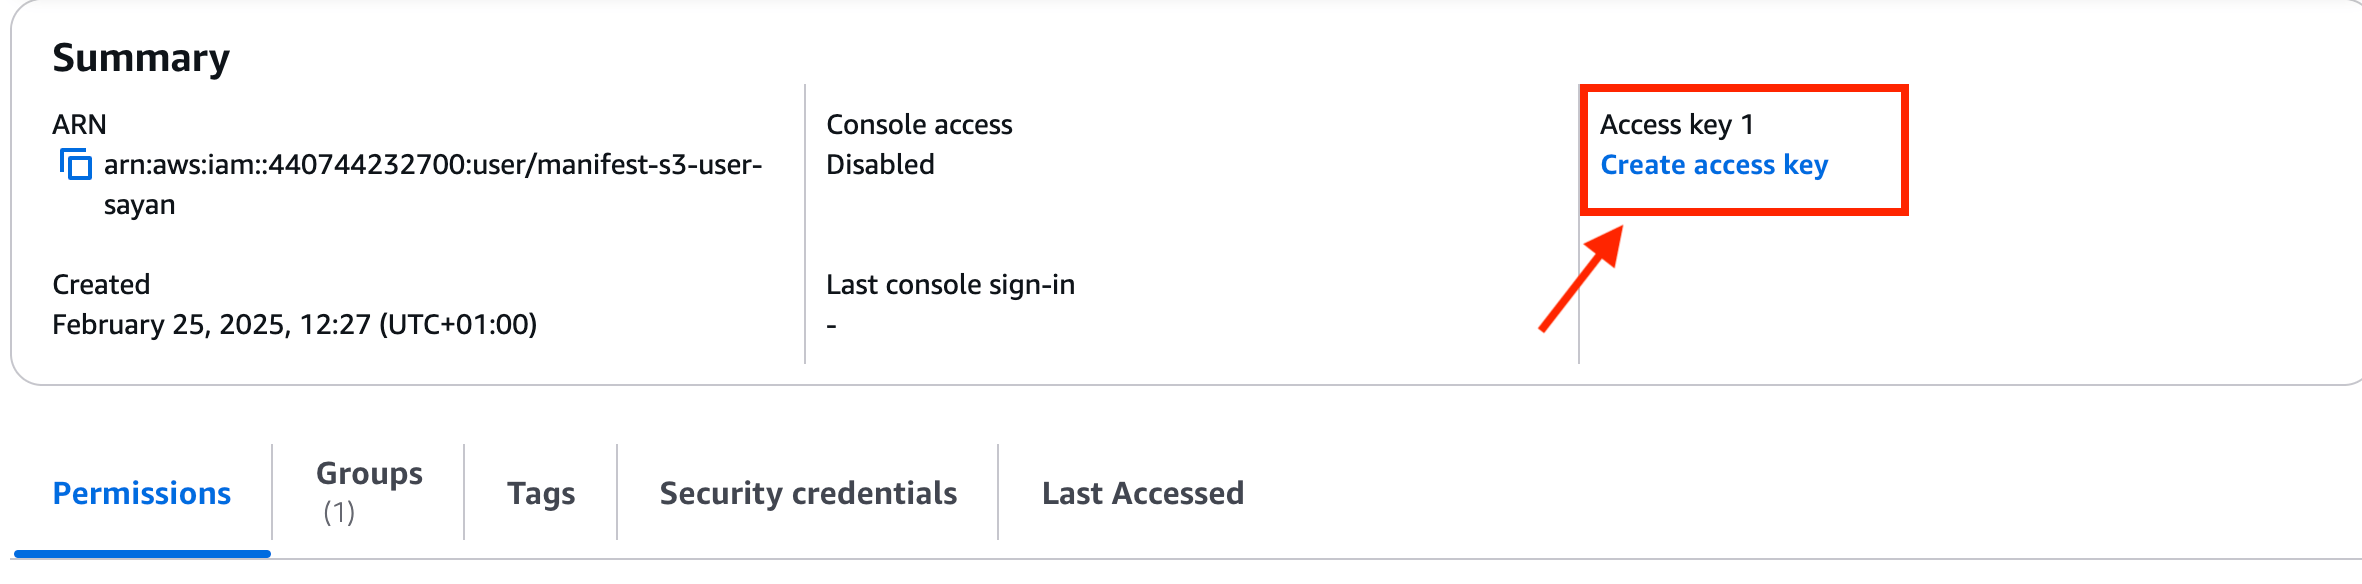 Summary
ARN
arn:aws:iam::440744232700:user/manifest-s3-user-
sayan
Created
February 25, 2025, 12:27 (UTC+01:00)
Console access
Disabled
Last console sign-in
-
Access key 1
Create access key
Permissions
Groups
(1)
Tags
Security credentials
Last Accessed